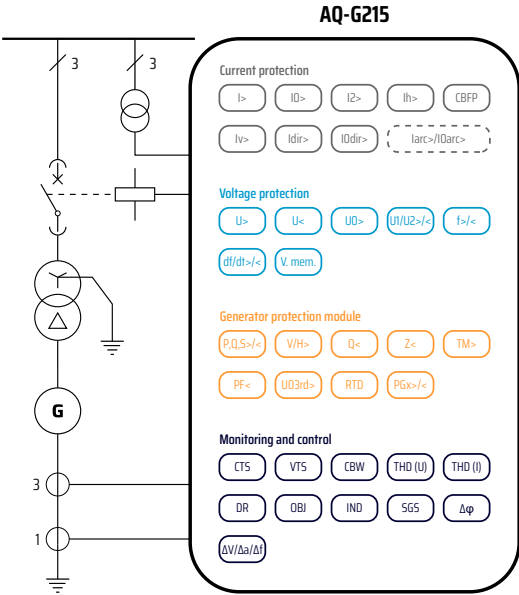 AQ-G215
3
3
Current protection
I>
I0>
I2>
Ih>
CBFP
Iv>
Idir>
I0dir>
Iarc>/I0arc>
Voltage protection
U>
U<
U0>
U1/U2>/<
f>/<
df/dt>/<
V. mem.
Generator protection module
P,Q,S>/<
V/H>
Q<
Z<
TM>
PF<
U03rd>
RTD
PGx>/<
G
Monitoring and control
CTS
VTS
CBW
THD (U)
THD (I)
3
DR
OBJ
IND
SGS
Δφ
1
ΔV/Δa/Δf